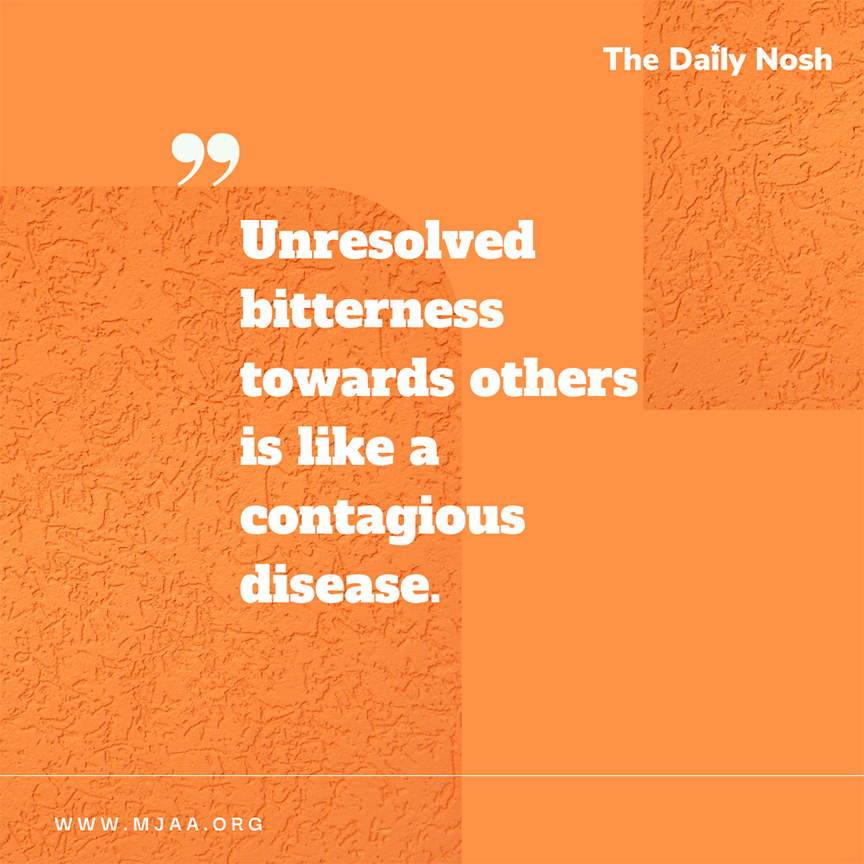 The Daily Nosh
”
Unresolved
bitterness
towards others
is like a
contagious
disease.
WWW.MJAA.ORG